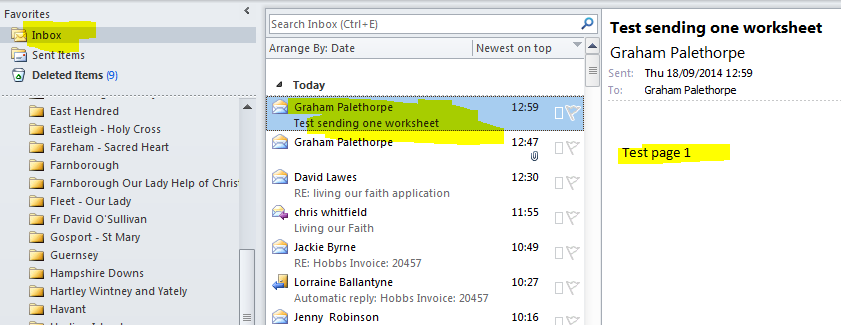 Favorites
Inbox
Sent Items
Deleted Items (9)
East Hendred
Eastleigh - Holy Cross
Fareham - Sacred Heart
Farnborough
Farnborough Our Lady Help of Chris
Fleet - Our Lady
Fr David O'Sullivan
Gosport - St Mary
Guernsey
Hampshire Downs
Hartley Wintney and Yately
Havant
Search Inbox (Ctrl+E)
Arrange By: Date Newest on top
Today
Graham Palethorpe 12:59
Test sending one worksheet
Graham Palethorpe 12:47
David Lawes 12:30
RE: living our faith application
chris whitfield 11:55
Living our Faith
Jackie Byrne 10:49
RE: Hobbs Invoice: 20457
Lorraine Ballantyne 10:27
Automatic reply: Hobbs Invoice: 20457
Jenny Robinson 10:16
Test sending one worksheet
Graham Palethorpe
Sent: Thu 18/09/2014 12:59
To: Graham Palethorpe
Test page 1